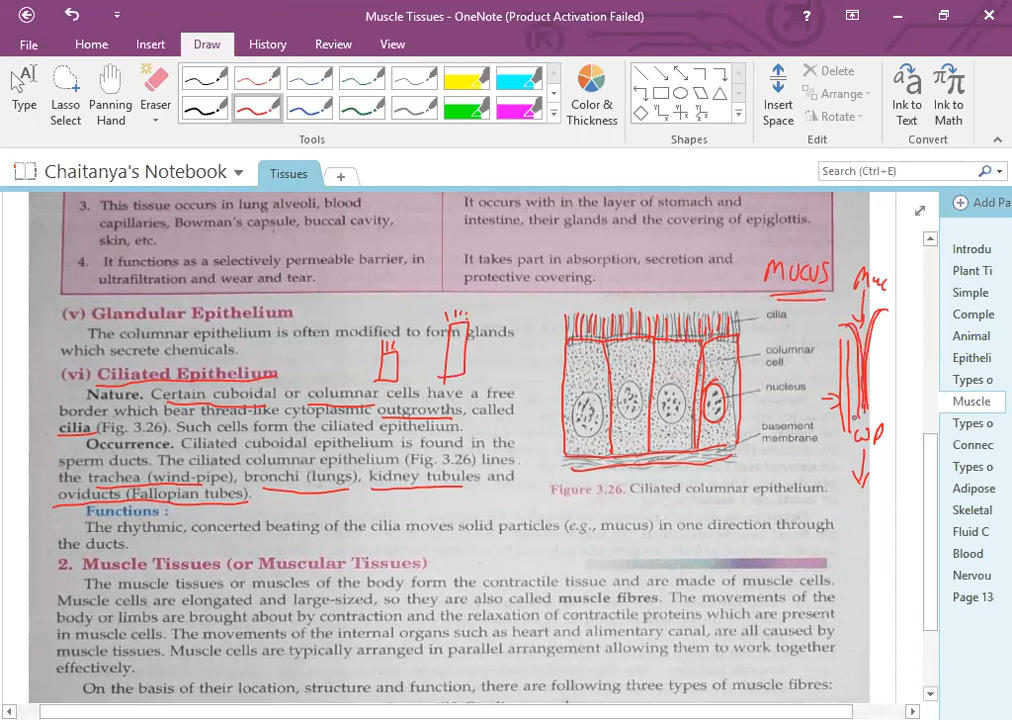 Muscle Tissues - OneNote (Product Activation Failed)
?
File Home Insert Draw History Review View
Type
Lasso Select
Panning Hand
Eraser
Color & Thickness
Insert Space
Delete
Arrange
Rotate
Ink to Text
Ink to Math
Tools Shapes Edit Convert
Chaitanya's Notebook Tissues Search (Ctrl+E)
Add Pa
Introdu
Plant Ti
Simple
Comple
Animal
Epitheli
Types o
Muscle
Types o
Connec
Types o
Adipose
Skeletal
Fluid C
Blood
Nervou
Page 13
3. This tissue occurs in lung alveoli, blood
capillaries, Bowman's capsule, buccal cavity,
skin, etc.
It occurs with in the layer of stomach and
intestine, their glands and the covering of epiglottis.
4. It functions as a selectively permeable barrier, in
ultrafiltration and wear and tear.
It takes part in absorption, secretion and
protective covering.
MUCUS
Muc
(v) Glandular Epithelium
The columnar epithelium is often modified to form glands
which secrete chemicals.
(vi) Ciliated Epithelium
Nature. Certain cuboidal or columnar cells have a free
border which bear thread-like cytoplasmic outgrowths, called
cilia (Fig. 3.26). Such cells form the ciliated epithelium.
Occurrence. Ciliated cuboidal epithelium is found in the
sperm ducts. The ciliated columnar epithelium (Fig. 3.26) lines
the trachea (wind-pipe), bronchi (lungs), kidney tubules and
oviducts (Fallopian tubes).
cilia
columnar
cell
nucleus
basement
membrane
WP
Figure 3.26. Ciliated columnar epithelium.
Functions :
The rhythmic, concerted beating of the cilia moves solid particles (e.g., mucus) in one direction through
the ducts.
2. Muscle Tissues (or Muscular Tissues)
The muscle tissues or muscles of the body form the contractile tissue and are made of muscle cells.
Muscle cells are elongated and large-sized, so they are also called muscle fibres. The movements of the
body or limbs are brought about by contraction and the relaxation of contractile proteins which are present
in muscle cells. The movements of the internal organs such as heart and alimentary canal, are all caused by
muscle tissues. Muscle cells are typically arranged in parallel arrangement allowing them to work together
effectively.
On the basis of their location, structure and function, there are following three types of muscle fibres: